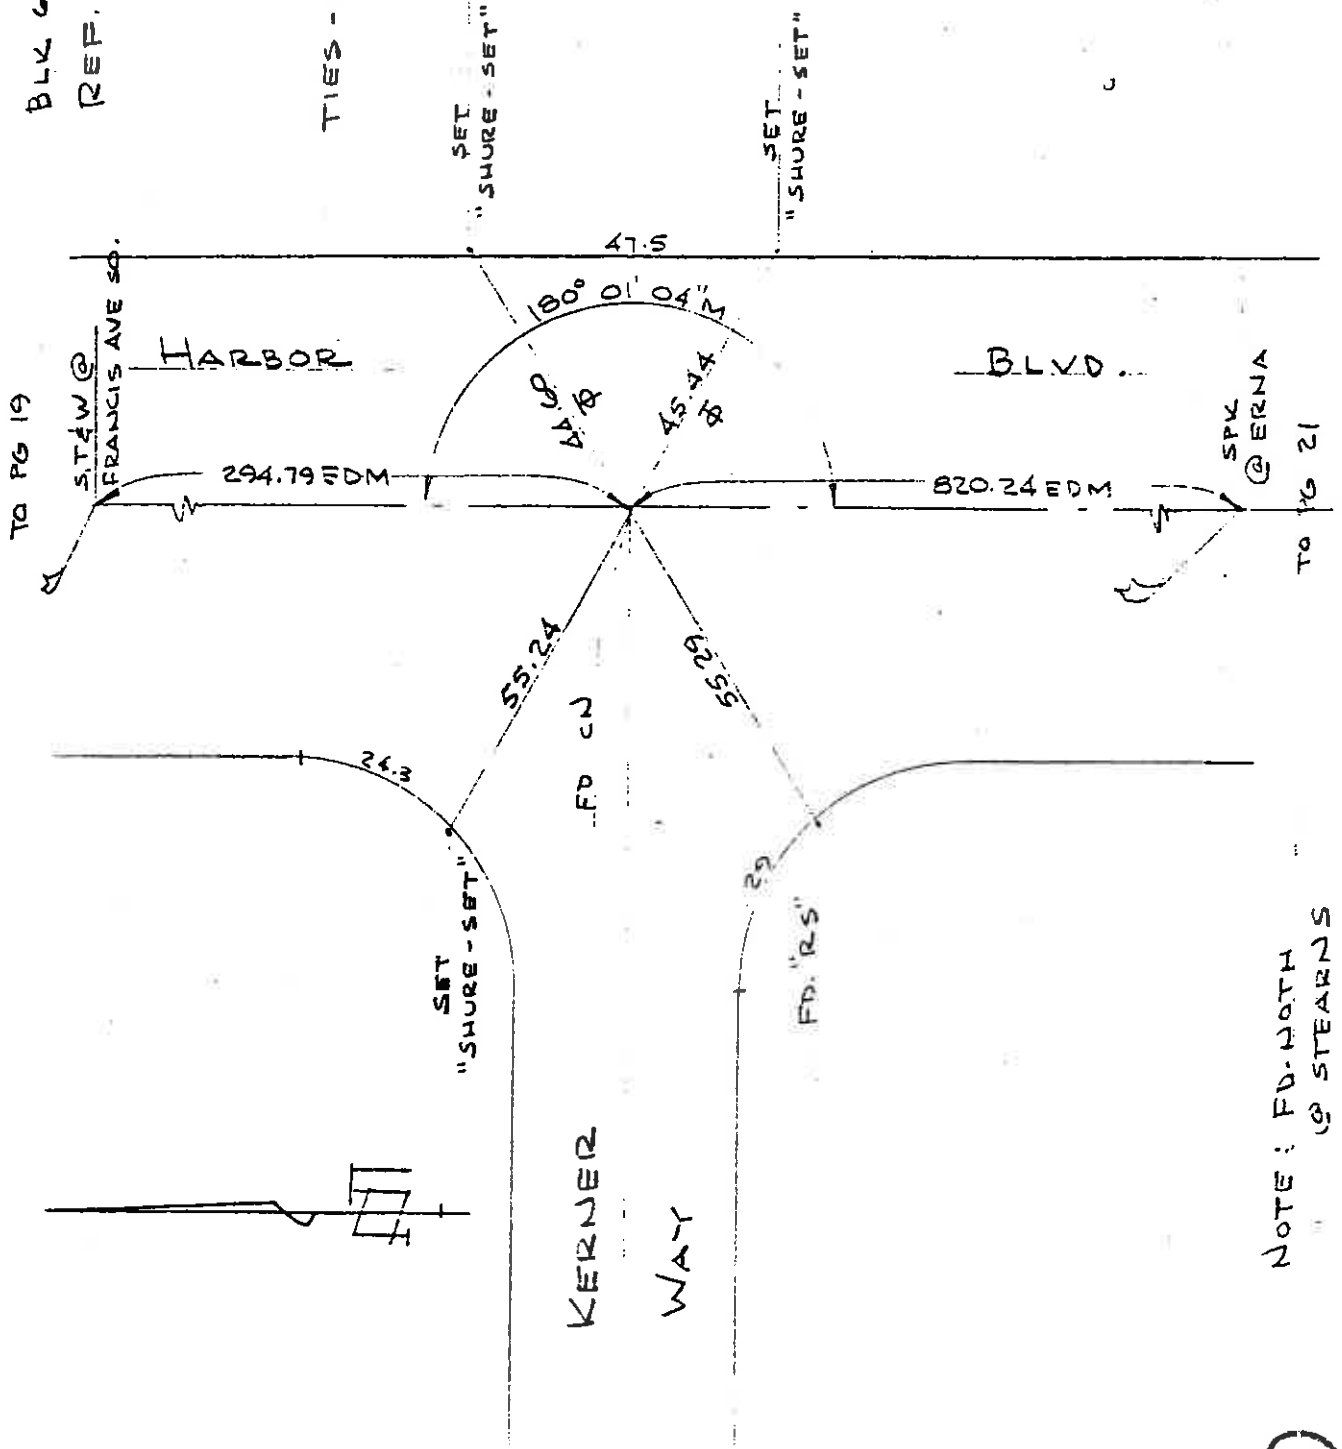 BLK
REF.
TIES -
SET
"SHURE-SET"
SET
"SHURE-SET"
47.5
180° 01' 04" M
HARBOR
BLVD.
S.T&W @
FRANCIS AVE SO.
TO PG 19
44.9
45.44
294.79 EDM
820.24 EDM
SPK
@ ERNA
TO PG 21
55.24
55.29
FD
24.3
29
SET
"SHURE-SET"
FD. "RS"
KERNER
WAY
NOTE: FD. NOTH
@ STEARNS